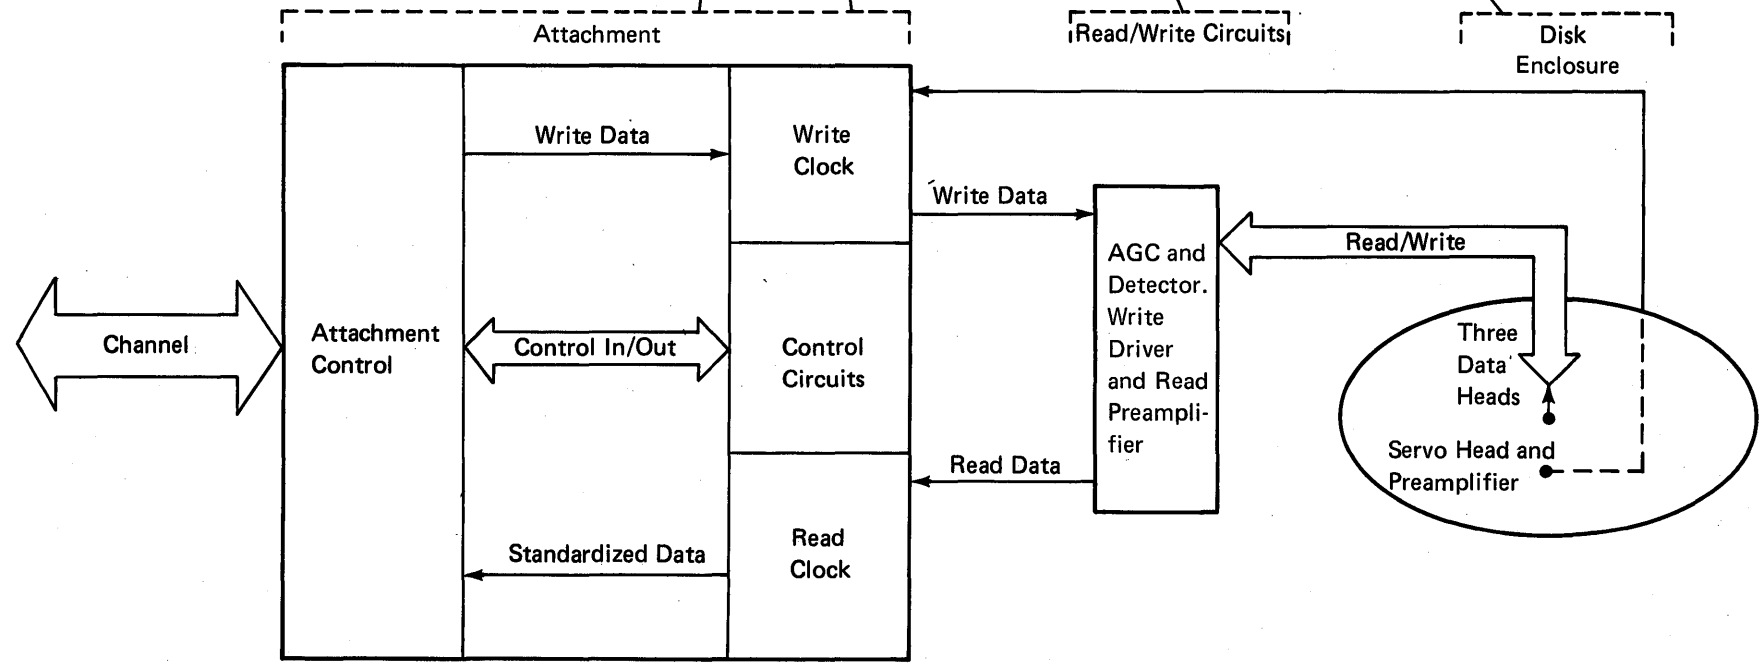 Attachment
Read/Write Circuits
Disk
Enclosure
Write Data
Write
Clock
Write Data
Read/Write
AGC and
Detector.
Write
Driver
and Read
Preampli-
fier
Channel
Attachment
Control
Control In/Out
Control
Circuits
Three
Data
Heads
Servo Head and
Preamplifier
Read Data
Standardized Data
Read
Clock